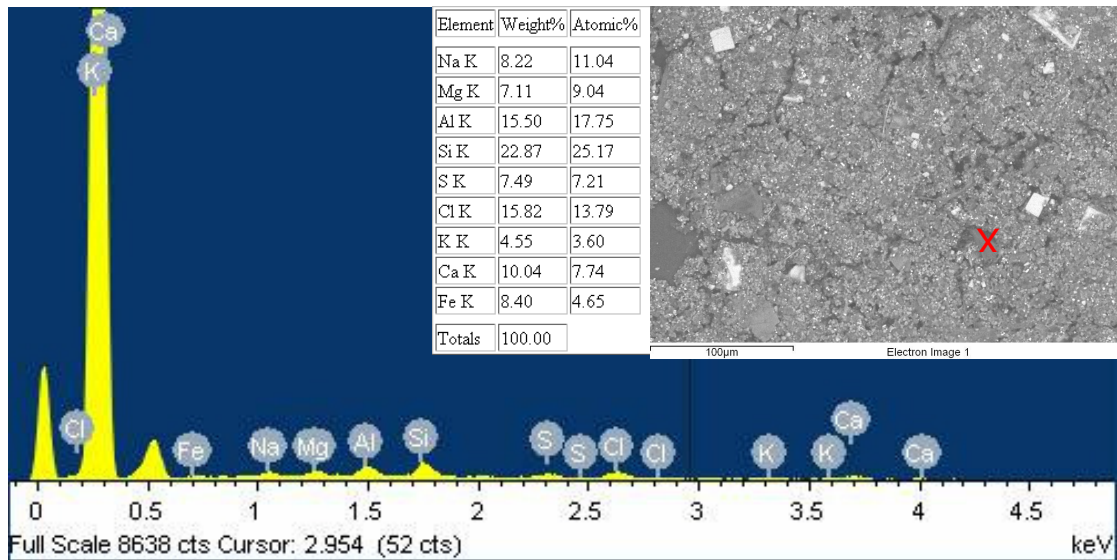 Element Weight% Atomic%
Na K 8.22 11.04
Mg K 7.11 9.04
Al K 15.50 17.75
Si K 22.87 25.17
S K 7.49 7.21
Cl K 15.82 13.79
K K 4.55 3.60
Ca K 10.04 7.74
Fe K 8.40 4.65
Totals 100.00
X
100µm Electron Image 1
Ca
K
Cl Fe Na Mg Al Si S S Cl Cl K K Ca Ca
0 0.5 1 1.5 2 2.5 3 3.5 4 4.5
Full Scale 8638 cts Cursor: 2.954 (52 cts) keV